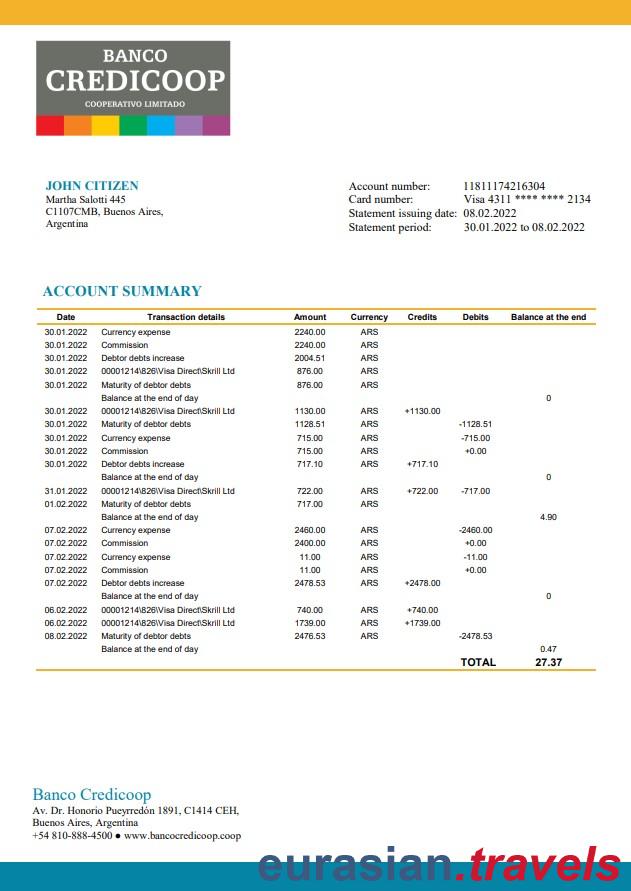 BANCO
CREDICOOP
COOPERATIVO LIMITADO
JOHN CITIZEN
Martha Salotti 445
C1107CMB, Buenos Aires,
Argentina
Account number: 11811174216304
Card number: Visa 4311 **** **** 2134
Statement issuing date: 08.02.2022
Statement period: 30.01.2022 to 08.02.2022
ACCOUNT SUMMARY
Date Transaction details Amount Currency Credits Debits Balance at the end
30.01.2022 Currency expense 2240.00 ARS
30.01.2022 Commission 2240.00 ARS
30.01.2022 Debtor debts increase 2004.51 ARS
30.01.2022 00001214\826\Visa Direct\Skrill Ltd 876.00 ARS
30.01.2022 Maturity of debtor debts 876.00 ARS
Balance at the end of day 0
30.01.2022 00001214\826\Visa Direct\Skrill Ltd 1130.00 ARS +1130.00
30.01.2022 Maturity of debtor debts 1128.51 ARS -1128.51
30.01.2022 Currency expense 715.00 ARS -715.00
30.01.2022 Commission 715.00 ARS +0.00
30.01.2022 Debtor debts increase 717.10 ARS +717.10
Balance at the end of day 0
31.01.2022 00001214\826\Visa Direct\Skrill Ltd 722.00 ARS +722.00 -717.00
01.02.2022 Maturity of debtor debts 717.00 ARS
Balance at the end of day 4.90
07.02.2022 Currency expense 2460.00 ARS -2460.00
07.02.2022 Commission 2400.00 ARS +0.00
07.02.2022 Currency expense 11.00 ARS -11.00
07.02.2022 Commission 11.00 ARS +0.00
07.02.2022 Debtor debts increase 2478.53 ARS +2478.00
Balance at the end of day 0
06.02.2022 00001214\826\Visa Direct\Skrill Ltd 740.00 ARS +740.00
06.02.2022 00001214\826\Visa Direct\Skrill Ltd 1739.00 ARS +1739.00
08.02.2022 Maturity of debtor debts 2476.53 ARS -2478.53
Balance at the end of day 0.47
TOTAL 27.37
Banco Credicoop
Av. Dr. Honorio Pueyrredón 1891, C1414 CEH,
Buenos Aires, Argentina
+54 810-888-4500 ● www.bancocredicoop.coop
eurasian.travels